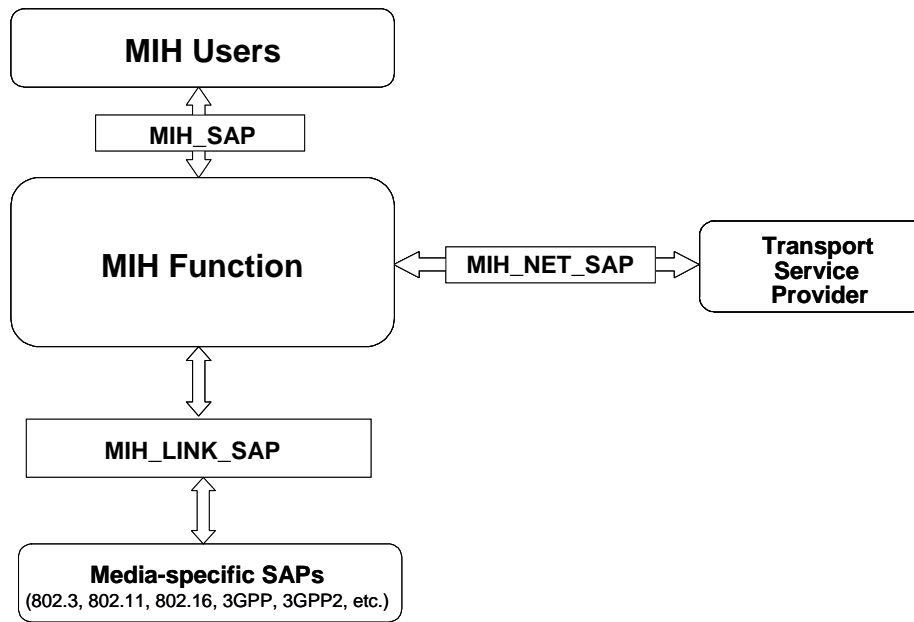 MIH Users
MIH_SAP
MIH Function
MIH_NET_SAP
Transport
Service
Provider
MIH_LINK_SAP
Media-specific SAPs
(802.3, 802.11, 802.16, 3GPP, 3GPP2, etc.)